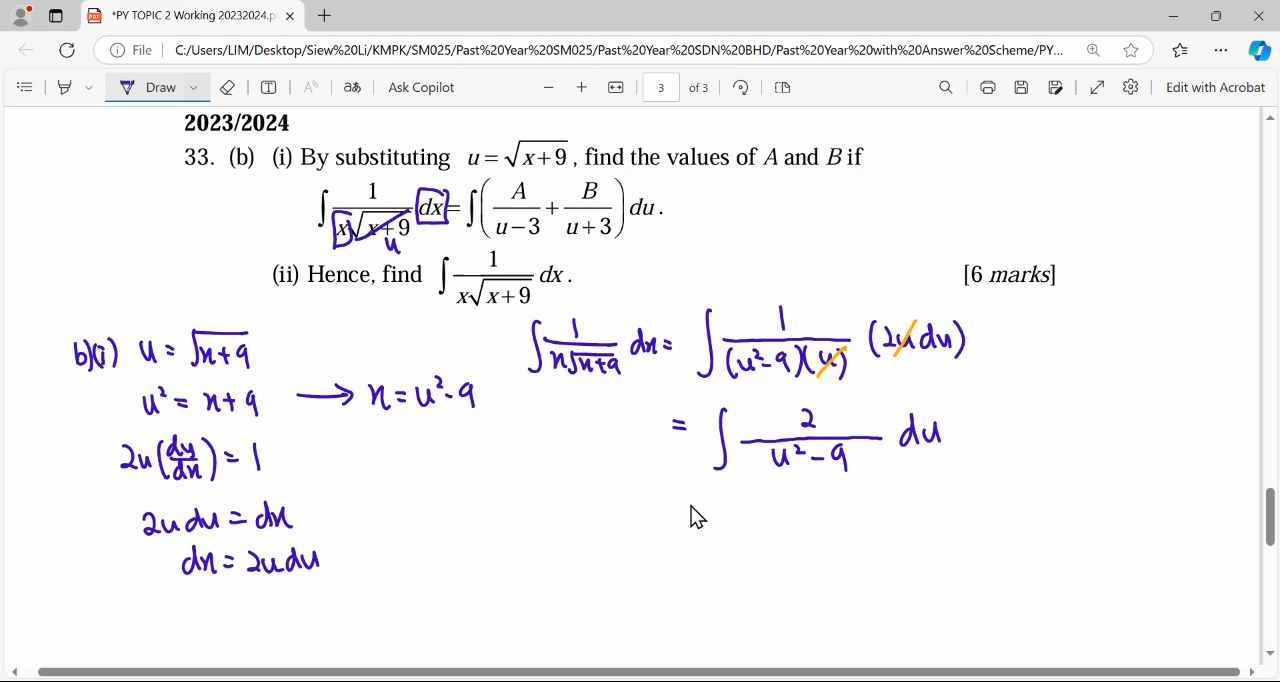 *PY TOPIC 2 Working 20232024.p
File C:/Users/LIM/Desktop/Siew%20Li/KMPK/SM025/Past%20Year%20SM025/Past%20Year%20SDN%20BHD/Past%20Year%20with%20Answer%20Scheme/PY...
Draw Ask Copilot 3 of 3 Edit with Acrobat
2023/2024
33. (b) (i) By substituting u = √(x+9), find the values of A and B if
∫ 1/(x√(x+9)) dx = ∫ (A/(u−3) + B/(u+3)) du.
u
(ii) Hence, find ∫ 1/(x√(x+9)) dx. [6 marks]
b)(i) u = √(x+9)
u² = x+9 → x = u²-9
2u(dy/dx) = 1
2u du = dx
dx = 2u du
∫ 1/(x√(x+9)) dx = ∫ 1/((u²-9)(u)) (2u du)
= ∫ 2/(u²-9) du